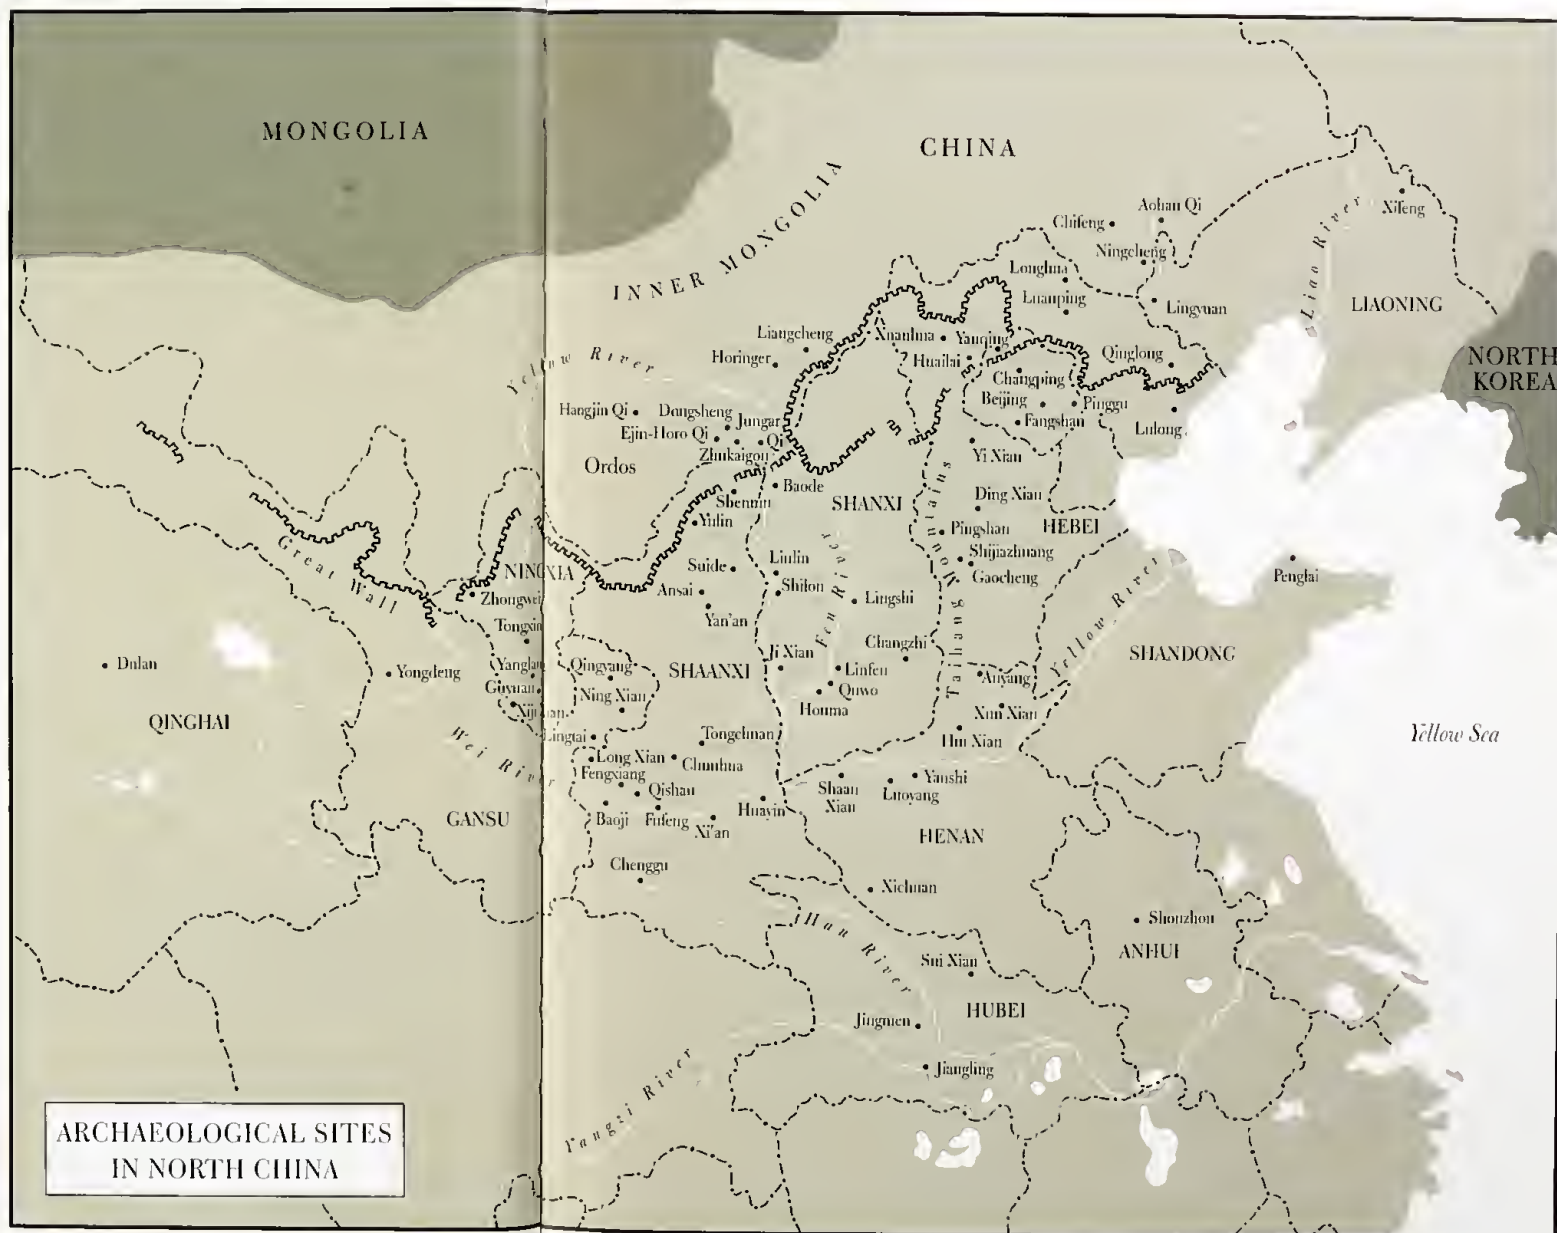 MONGOLIA
CHINA
INNER MONGOLIA
Aohan Qi
Chifeng
Xifeng
Ningcheng
Liao River
Longhua
LIAONING
Luanping
Lingyuan
Liangcheng
Xuanhua
Yanqing
Horinger
Huailai
Qinglong
NORTH
KOREA
Yellow River
Changping
Beijing
Pinggu
Hangjin Qi
Dongsheng
Jungar
Qi
Fangshan
Lulong
Ejin-Horo Qi
Zhukaigou
Yi Xian
Ordos
Baode
SHANXI
Ding Xian
Shenmu
Yulin
Pingshan
HEBEI
Great Wall
Shijiazhuang
NINGXIA
Suide
Linlin
Gaocheng
Penglai
Zhongwei
Ansai
Shilou
Lingshi
Yan'an
Fen River
Taihang Mountains
Yellow River
Tongxin
Changzhi
SHANDONG
Dulan
Yongdeng
Qingyang
SHAANXI
Ji Xian
Linfen
Anyang
Guyuan
Ning Xian
Quwo
QINGHAI
Houma
Xun Xian
Yellow Sea
Wei River
Lingtai
Tongchuan
Hui Xian
Long Xian
Chunhua
Fengxiang
Qishan
Shaan
Xian
Luoyang
Yanshi
GANSU
Baoji
Fufeng
Xi'an
Huayin
HENAN
Chenggu
Xichuan
Han River
Shouzhou
ANHUI
Sui Xian
HUBEI
Jingmen
Jiangling
Yangzi River
ARCHAEOLOGICAL SITES
IN NORTH CHINA